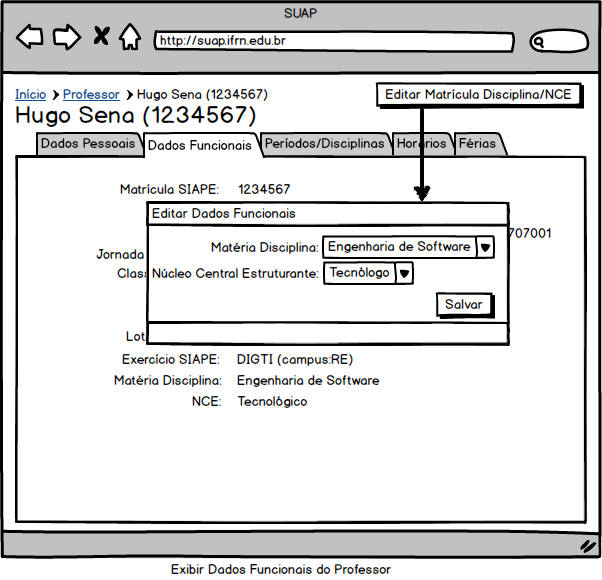 SUAP
http://suap.ifrn.edu.br
Início Professor Hugo Sena (1234567)
Editar Matrícula Disciplina/NCE
Hugo Sena (1234567)
Dados Pessoais Dados Funcionais Períodos/Disciplinas Horários Férias
Matrícula SIAPE: 1234567
Editar Dados Funcionais
707001
Matéria Disciplina: Engenharia de Software
Jornada
Class Núcleo Central Estruturante: Tecnólogo
Salvar
Lot
Exercício SIAPE: DIGTI (campus:RE)
Matéria Disciplina: Engenharia de Software
NCE: Tecnológico
Exibir Dados Funcionais do Professor